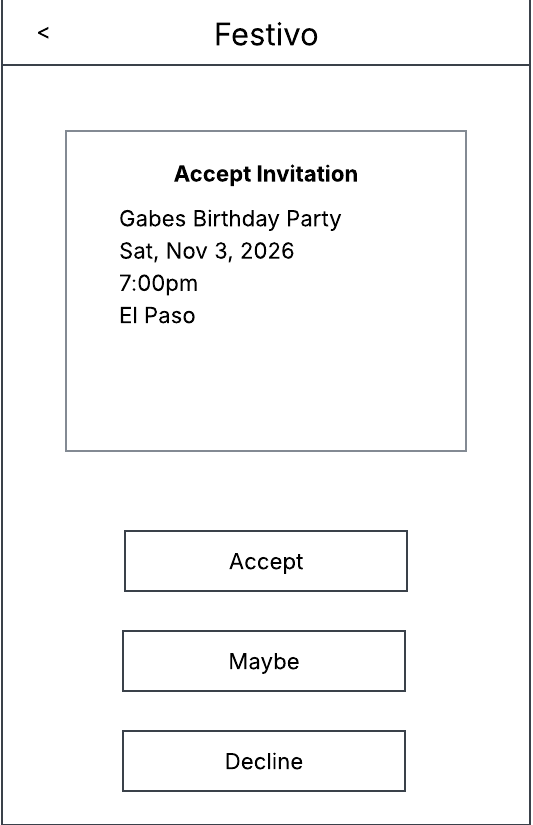 <
Festivo
Accept Invitation
Gabes Birthday Party
Sat, Nov 3, 2026
7:00pm
El Paso
Accept
Maybe
Decline